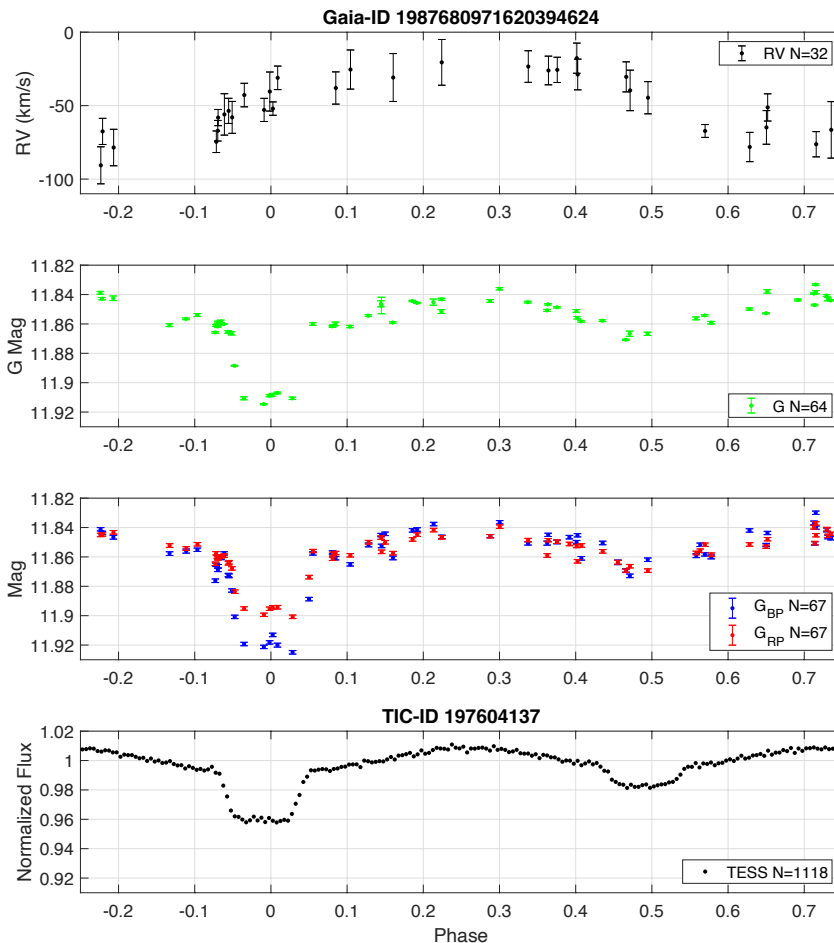 Gaia-ID 1987680971620394624
0
-50
-100
RV (km/s)
RV N=32
-0.2 -0.1 0 0.1 0.2 0.3 0.4 0.5 0.6 0.7
11.82
11.84
11.86
11.88
11.9
11.92
G Mag
G N=64
-0.2 -0.1 0 0.1 0.2 0.3 0.4 0.5 0.6 0.7
11.82
11.84
11.86
11.88
11.9
11.92
Mag
G_BP N=67
G_RP N=67
-0.2 -0.1 0 0.1 0.2 0.3 0.4 0.5 0.6 0.7
TIC-ID 197604137
1.02
1
0.98
0.96
0.94
0.92
Normalized Flux
TESS N=1118
-0.2 -0.1 0 0.1 0.2 0.3 0.4 0.5 0.6 0.7
Phase